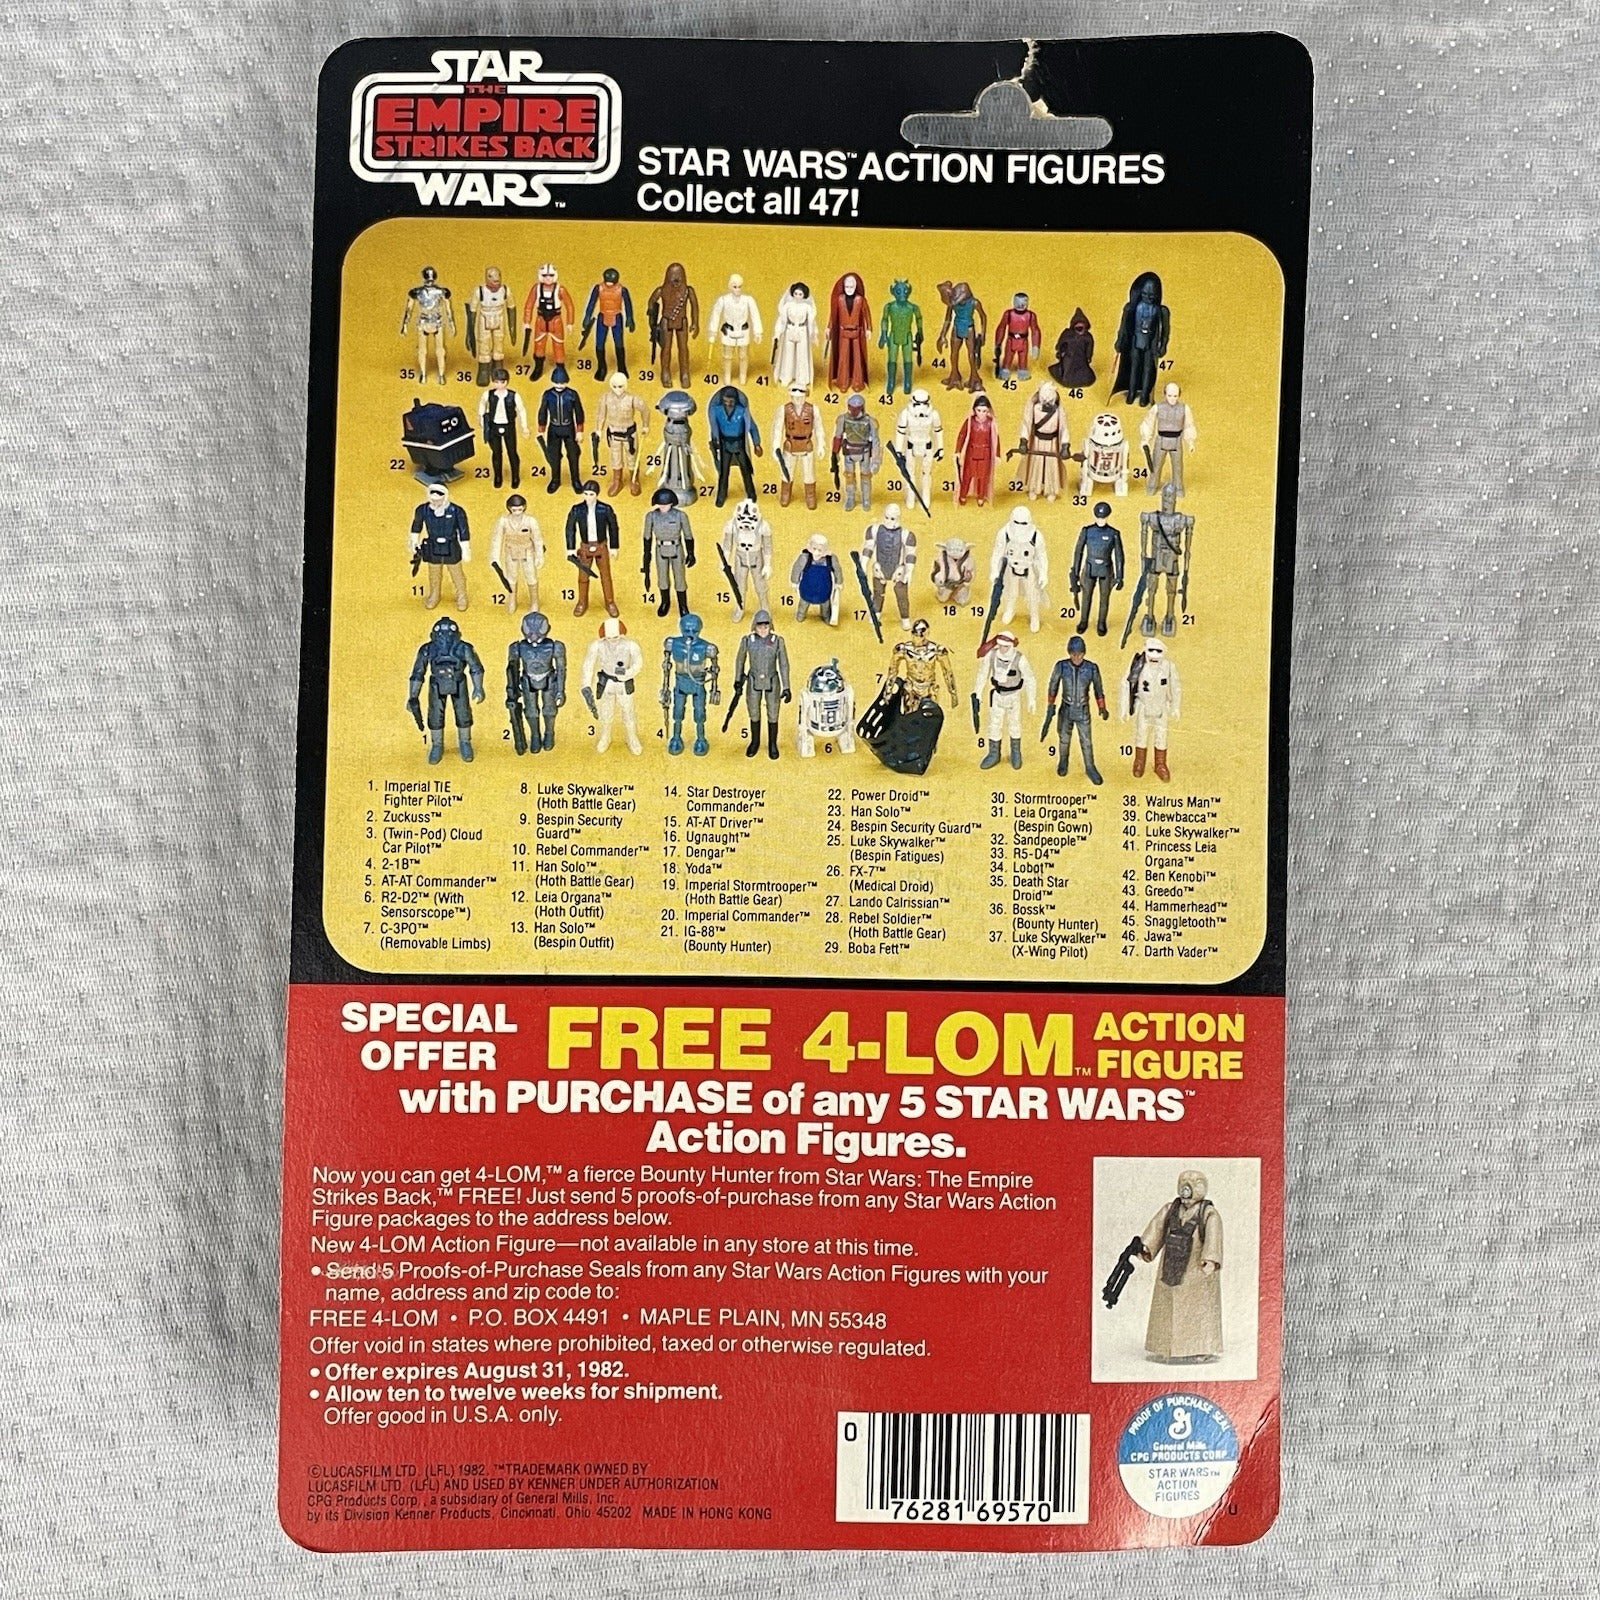 STAR
THE
EMPIRE
STRIKES BACK
WARS™
STAR WARS™ ACTION FIGURES
Collect all 47!
35 36 37 38 39 40 41 42 43 44 45 46 47
22 23 24 25 26 27 28 29 30 31 32 33 34
11 12 13 14 15 16 17 18 19 20 21
1 2 3 4 5 6 7 8 9 10
1. Imperial TIE
Fighter Pilot™
2. Zuckuss™
3. (Twin-Pod) Cloud
Car Pilot™
4. 2-1B™
5. AT-AT Commander™
6. R2-D2™ (With
Sensorscope™)
7. C-3PO™
(Removable Limbs)
8. Luke Skywalker™
(Hoth Battle Gear)
9. Bespin Security
Guard™
10. Rebel Commander™
11. Han Solo™
(Hoth Battle Gear)
12. Leia Organa™
(Hoth Outfit)
13. Han Solo™
(Bespin Outfit)
14. Star Destroyer
Commander™
15. AT-AT Driver™
16. Ugnaught™
17. Dengar™
18. Yoda™
19. Imperial Stormtrooper™
(Hoth Battle Gear)
20. Imperial Commander™
21. IG-88™
(Bounty Hunter)
22. Power Droid™
23. Han Solo™
24. Bespin Security Guard™
25. Luke Skywalker™
(Bespin Fatigues)
26. FX-7™
(Medical Droid)
27. Lando Calrissian™
28. Rebel Soldier™
(Hoth Battle Gear)
29. Boba Fett™
30. Stormtrooper™
31. Leia Organa™
(Bespin Gown)
32. Sandpeople™
33. R5-D4™
34. Lobot™
35. Death Star
Droid™
36. Bossk™
(Bounty Hunter)
37. Luke Skywalker™
(X-Wing Pilot)
38. Walrus Man™
39. Chewbacca™
40. Luke Skywalker™
41. Princess Leia
Organa™
42. Ben Kenobi™
43. Greedo™
44. Hammerhead™
45. Snaggletooth™
46. Jawa™
47. Darth Vader™
SPECIAL
OFFER
FREE 4-LOM™
ACTION
FIGURE
with PURCHASE of any 5 STAR WARS™
Action Figures.
Now you can get 4-LOM,™ a fierce Bounty Hunter from Star Wars: The Empire
Strikes Back,™ FREE! Just send 5 proofs-of-purchase from any Star Wars Action
Figure packages to the address below.
New 4-LOM Action Figure—not available in any store at this time.
• Send 5 Proofs-of-Purchase Seals from any Star Wars Action Figures with your
name, address and zip code to:
FREE 4-LOM • P.O. BOX 4491 • MAPLE PLAIN, MN 55348
Offer void in states where prohibited, taxed or otherwise regulated.
• Offer expires August 31, 1982.
• Allow ten to twelve weeks for shipment.
Offer good in U.S.A. only.
©LUCASFILM LTD. (LFL) 1982. ™TRADEMARK OWNED BY
LUCASFILM LTD. (LFL) AND USED BY KENNER UNDER AUTHORIZATION.
CPG Products Corp., a subsidiary of General Mills, Inc.
by its Division Kenner Products, Cincinnati, Ohio 45202 MADE IN HONG KONG
0 76281 69570
PROOF OF PURCHASE SEAL
G
General Mills
CPG PRODUCTS CORP
STAR WARS™
ACTION
FIGURES
U